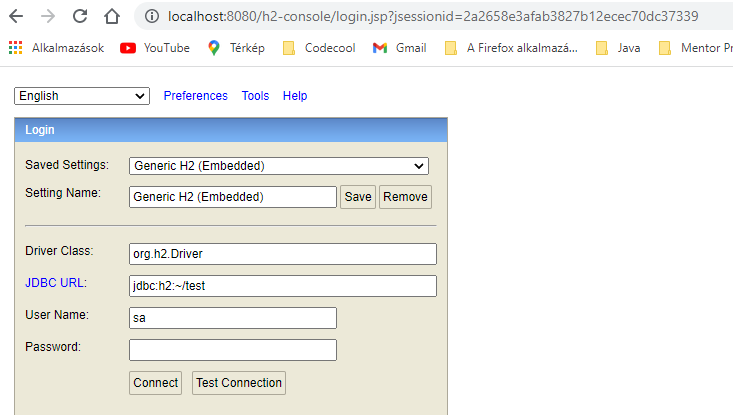 localhost:8080/h2-console/login.jsp?jsessionid=2a2658e3afab3827b12ecec70dc37339
Alkalmazások YouTube Térkép Codecool Gmail A Firefox alkalmazá... Java Mentor Pr
English Preferences Tools Help
Login
Saved Settings: Generic H2 (Embedded)
Setting Name: Generic H2 (Embedded) Save Remove
Driver Class: org.h2.Driver
JDBC URL: jdbc:h2:~/test
User Name: sa
Password:
Connect Test Connection